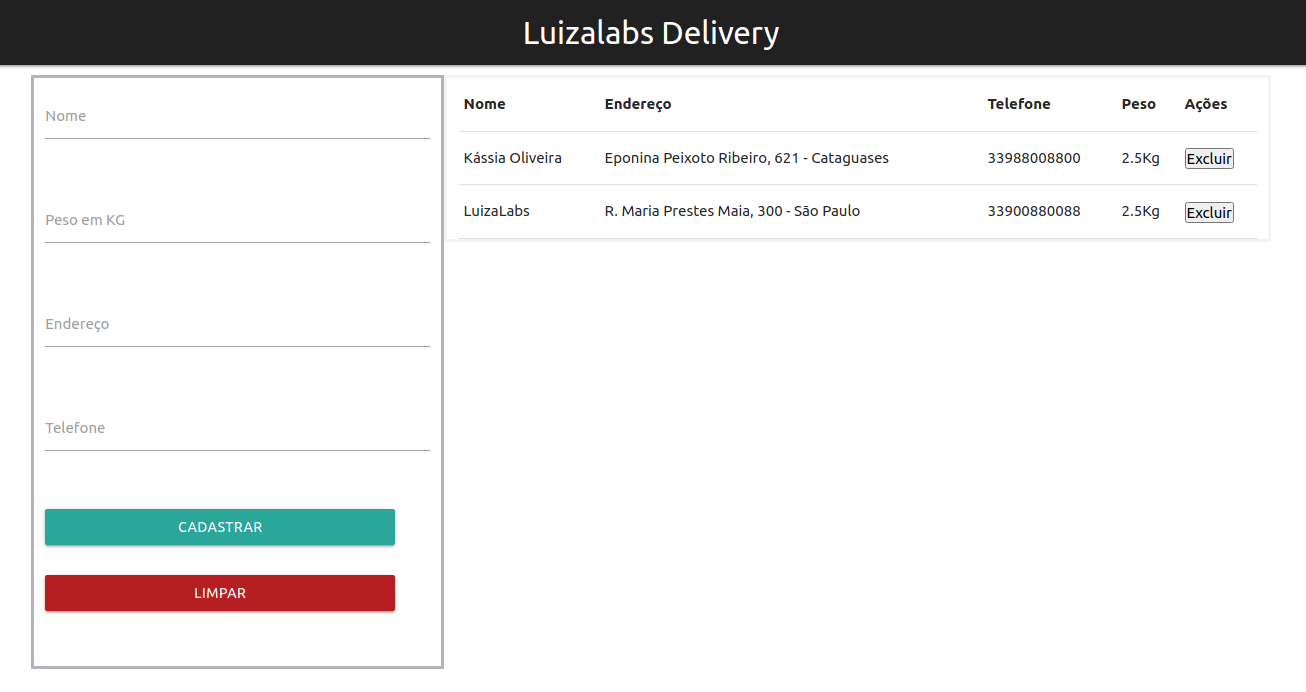 Luizalabs Delivery
Nome
Peso em KG
Endereço
Telefone
CADASTRAR
LIMPAR
Nome Endereço Telefone Peso Ações
Kássia Oliveira Eponina Peixoto Ribeiro, 621 - Cataguases 33988008800 2.5Kg Excluir
LuizaLabs R. Maria Prestes Maia, 300 - São Paulo 33900880088 2.5Kg Excluir